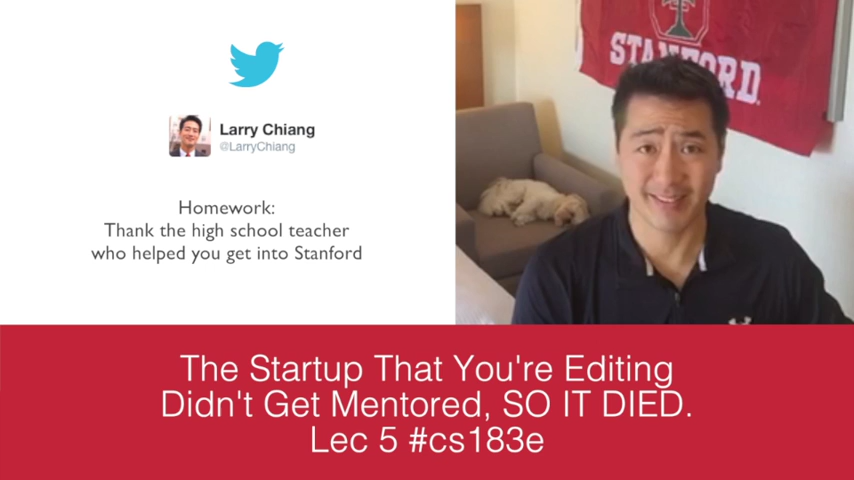 Larry Chiang
@LarryChiang
Homework:
Thank the high school teacher
who helped you get into Stanford
STANFORD
The Startup That You're Editing
Didn't Get Mentored, SO IT DIED.
Lec 5 #cs183e